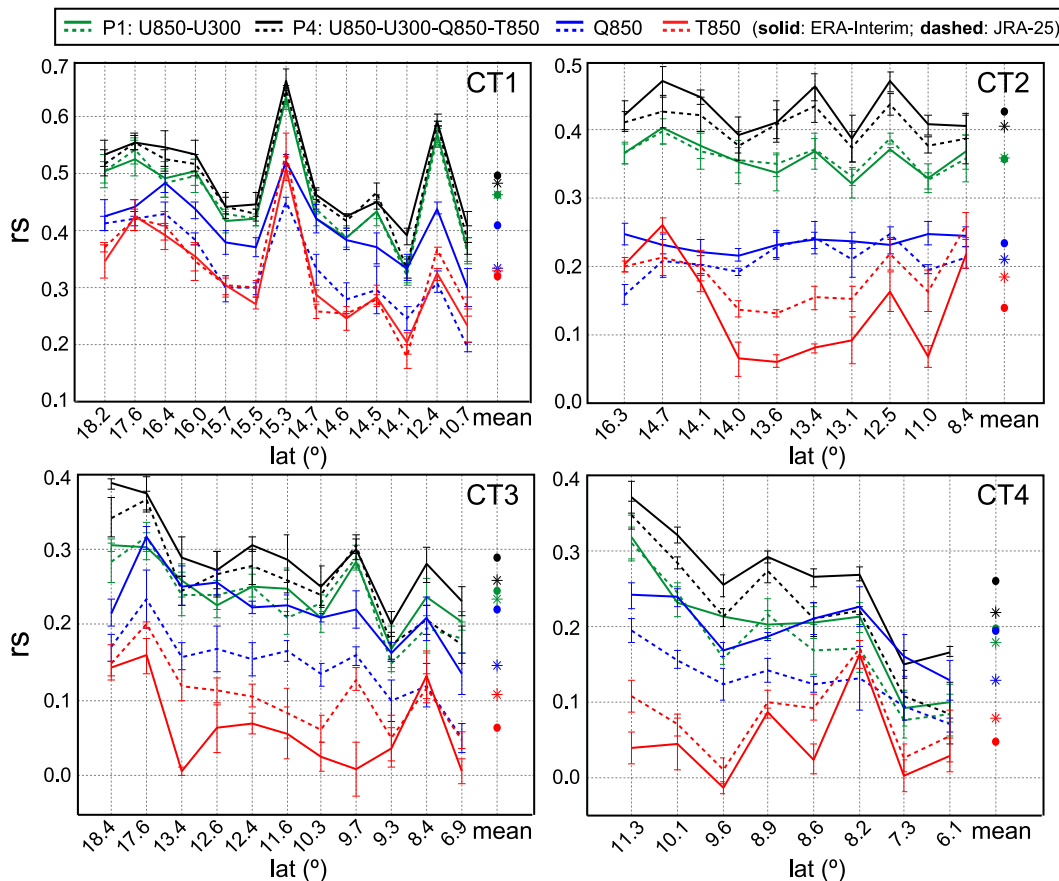 P1: U850-U300 P4: U850-U300-Q850-T850 Q850 T850 (solid: ERA-Interim; dashed: JRA-25)
CT1
rs
0.7
0.6
0.5
0.4
0.3
0.2
0.1
18.2 17.6 16.4 16.0 15.7 15.5 15.3 14.7 14.6 14.5 14.1 12.4 10.7 mean
lat (º)
CT2
0.5
0.4
0.3
0.2
0.1
0.0
16.3 14.7 14.1 14.0 13.6 13.4 13.1 12.5 11.0 8.4 mean
lat (º)
CT3
rs
0.4
0.3
0.2
0.1
0.0
18.4 17.6 13.4 12.6 12.4 11.6 10.3 9.7 9.3 8.4 6.9 mean
lat (º)
CT4
0.4
0.3
0.2
0.1
0.0
11.3 10.1 9.6 8.9 8.6 8.2 7.3 6.1 mean
lat (º)